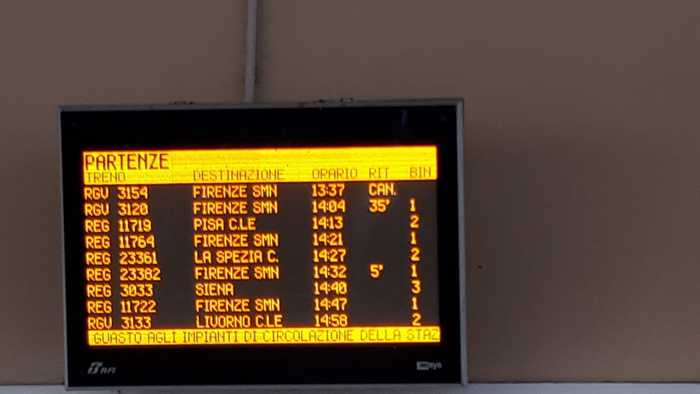 PARTENZE
TRENO DESTINAZIONE ORARIO RIT BIN
RGV 3154 FIRENZE SMN 13:37 CAN.
RGV 3120 FIRENZE SMN 14:04 35' 1
REG 11719 PISA C.LE 14:13 2
REG 11764 FIRENZE SMN 14:21 1
REG 23361 LA SPEZIA C. 14:27 2
REG 23382 FIRENZE SMN 14:32 5' 1
REG 3033 SIENA 14:40 3
REG 11722 FIRENZE SMN 14:47 1
RGV 3133 LIVORNO C.LE 14:58 2
GUASTO AGLI IMPIANTI DI CIRCOLAZIONE DELLA STAZ
RFI